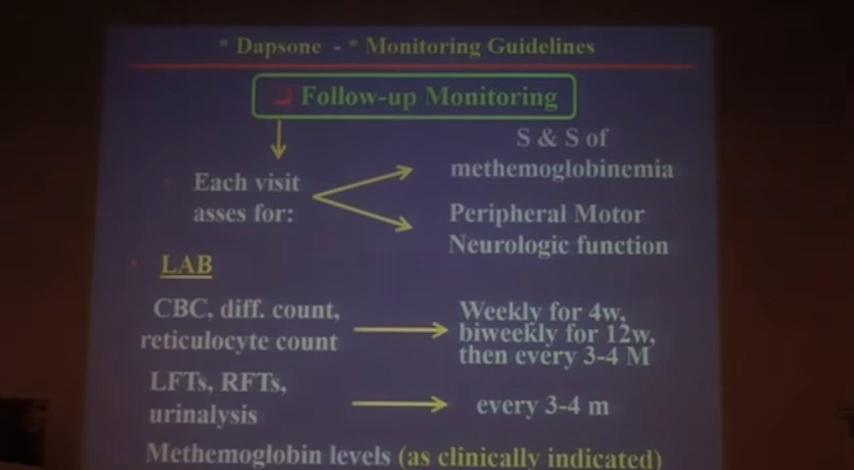 * Dapsone - * Monitoring Guidelines
Follow-up Monitoring
Each visit
asses for:
S & S of
methemoglobinemia
Peripheral Motor
Neurologic function
LAB
CBC, diff. count,
reticulocyte count
Weekly for 4w,
biweekly for 12w,
then every 3-4 M
LFTs, RFTs,
urinalysis
every 3-4 m
Methemoglobin levels (as clinically indicated)